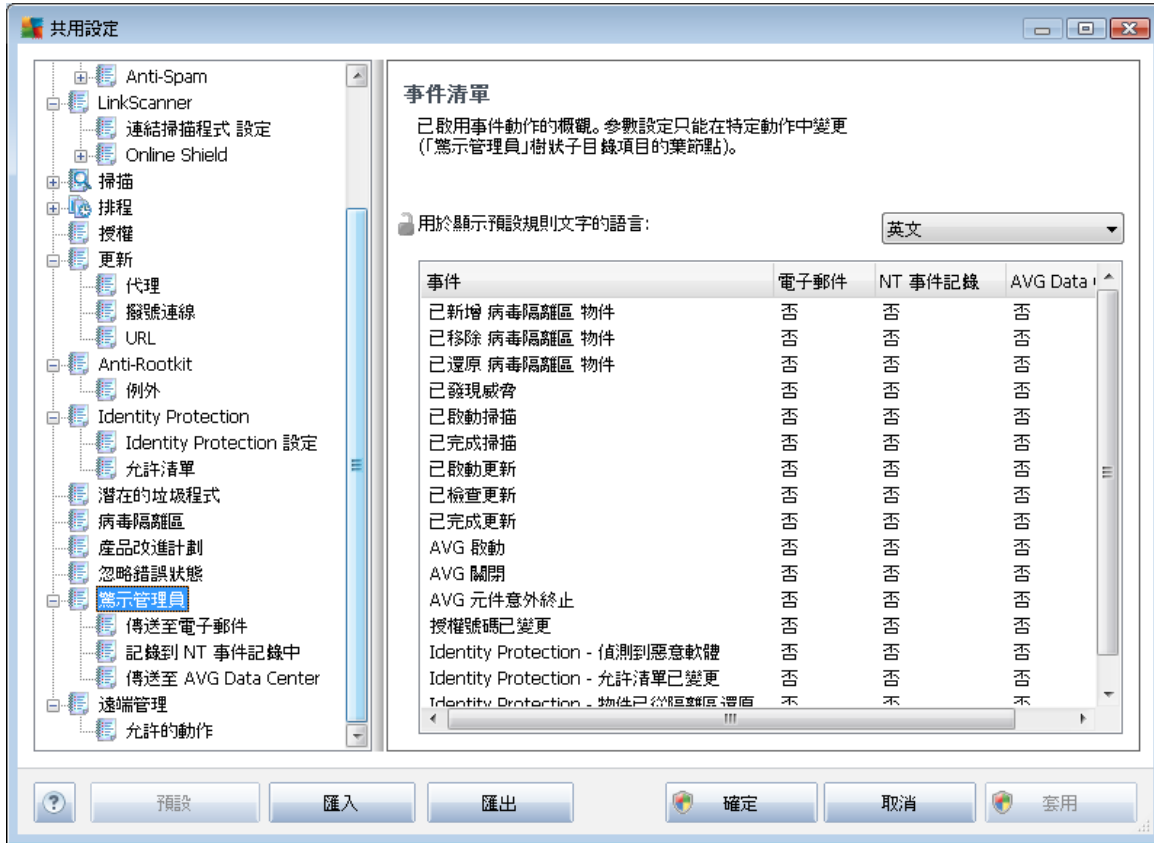 共用設定
Anti-Spam
LinkScanner
連結掃描程式 設定
Online Shield
掃描
排程
授權
更新
代理
撥號連線
URL
Anti-Rootkit
例外
Identity Protection
Identity Protection 設定
允許清單
潛在的垃圾程式
病毒隔離區
產品改進計劃
忽略錯誤狀態
警示管理員
傳送至電子郵件
記錄到 NT 事件記錄中
傳送至 AVG Data Center
遠端管理
允許的動作
事件清單
已啟用事件動作的概觀。參數設定只能在特定動作中變更
(「警示管理員」樹狀子目錄項目的葉節點)。
用於顯示預設規則文字的語言:
英文
事件 電子郵件 NT 事件記錄 AVG Data
已新增 病毒隔離區 物件 否 否 否
已移除 病毒隔離區 物件 否 否 否
已還原 病毒隔離區 物件 否 否 否
已發現威脅 否 否 否
已啟動掃描 否 否 否
已完成掃描 否 否 否
已啟動更新 否 否 否
已檢查更新 否 否 否
已完成更新 否 否 否
AVG 啟動 否 否 否
AVG 關閉 否 否 否
AVG 元件意外終止 否 否 否
授權號碼已變更 否 否 否
Identity Protection - 偵測到惡意軟體 否 否 否
Identity Protection - 允許清單已變更 否 否 否
Identity Protection - 物件已從隔離區還原 否 否 否
預設
匯入
匯出
確定
取消
套用